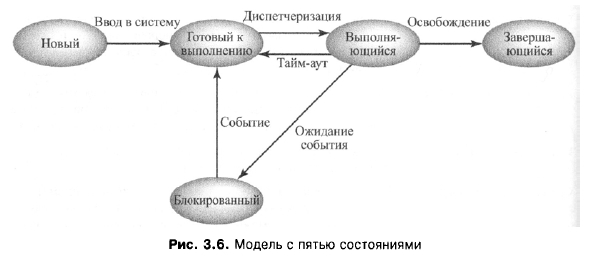 Ввод в систему
Диспетчеризация
Освобождение
Новый
Готовый к
выполнению
Выполня-
ющийся
Заверша-
ющийся
Тайм-аут
Событие
Ожидание
события
Блокированный
Рис. 3.6. Модель с пятью состояниями